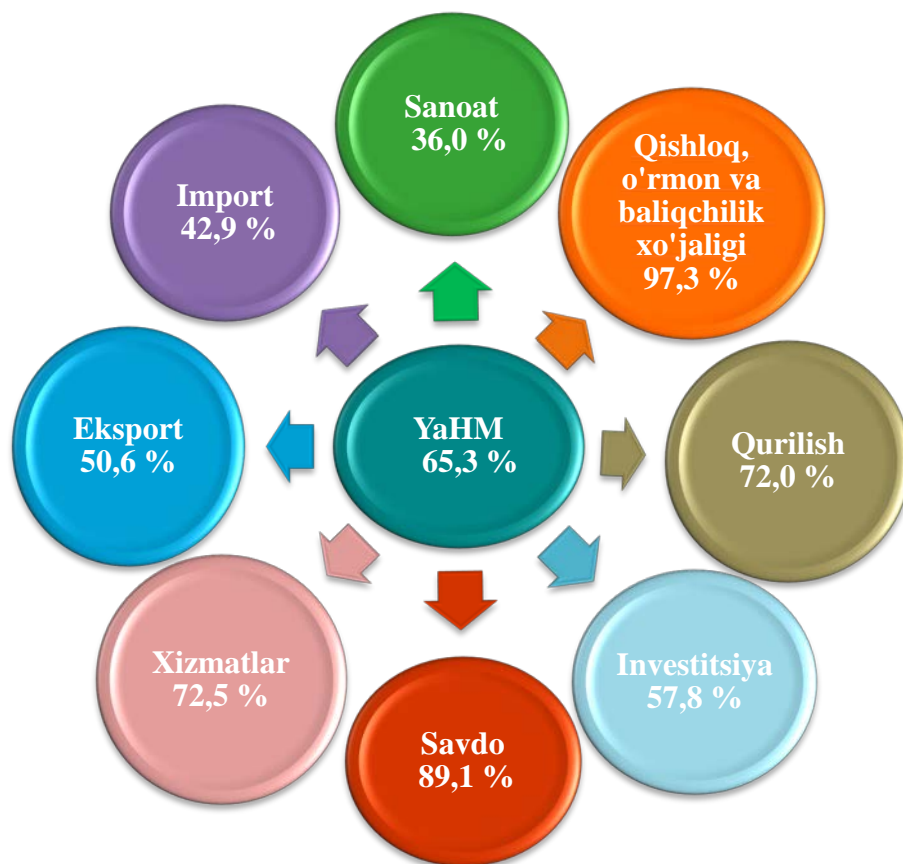 Sanoat
36,0 %
Qishloq,
o'rmon va
baliqchilik
xo'jaligi
97,3 %
Import
42,9 %
Eksport
50,6 %
YaHM
65,3 %
Qurilish
72,0 %
Xizmatlar
72,5 %
Investitsiya
57,8 %
Savdo
89,1 %